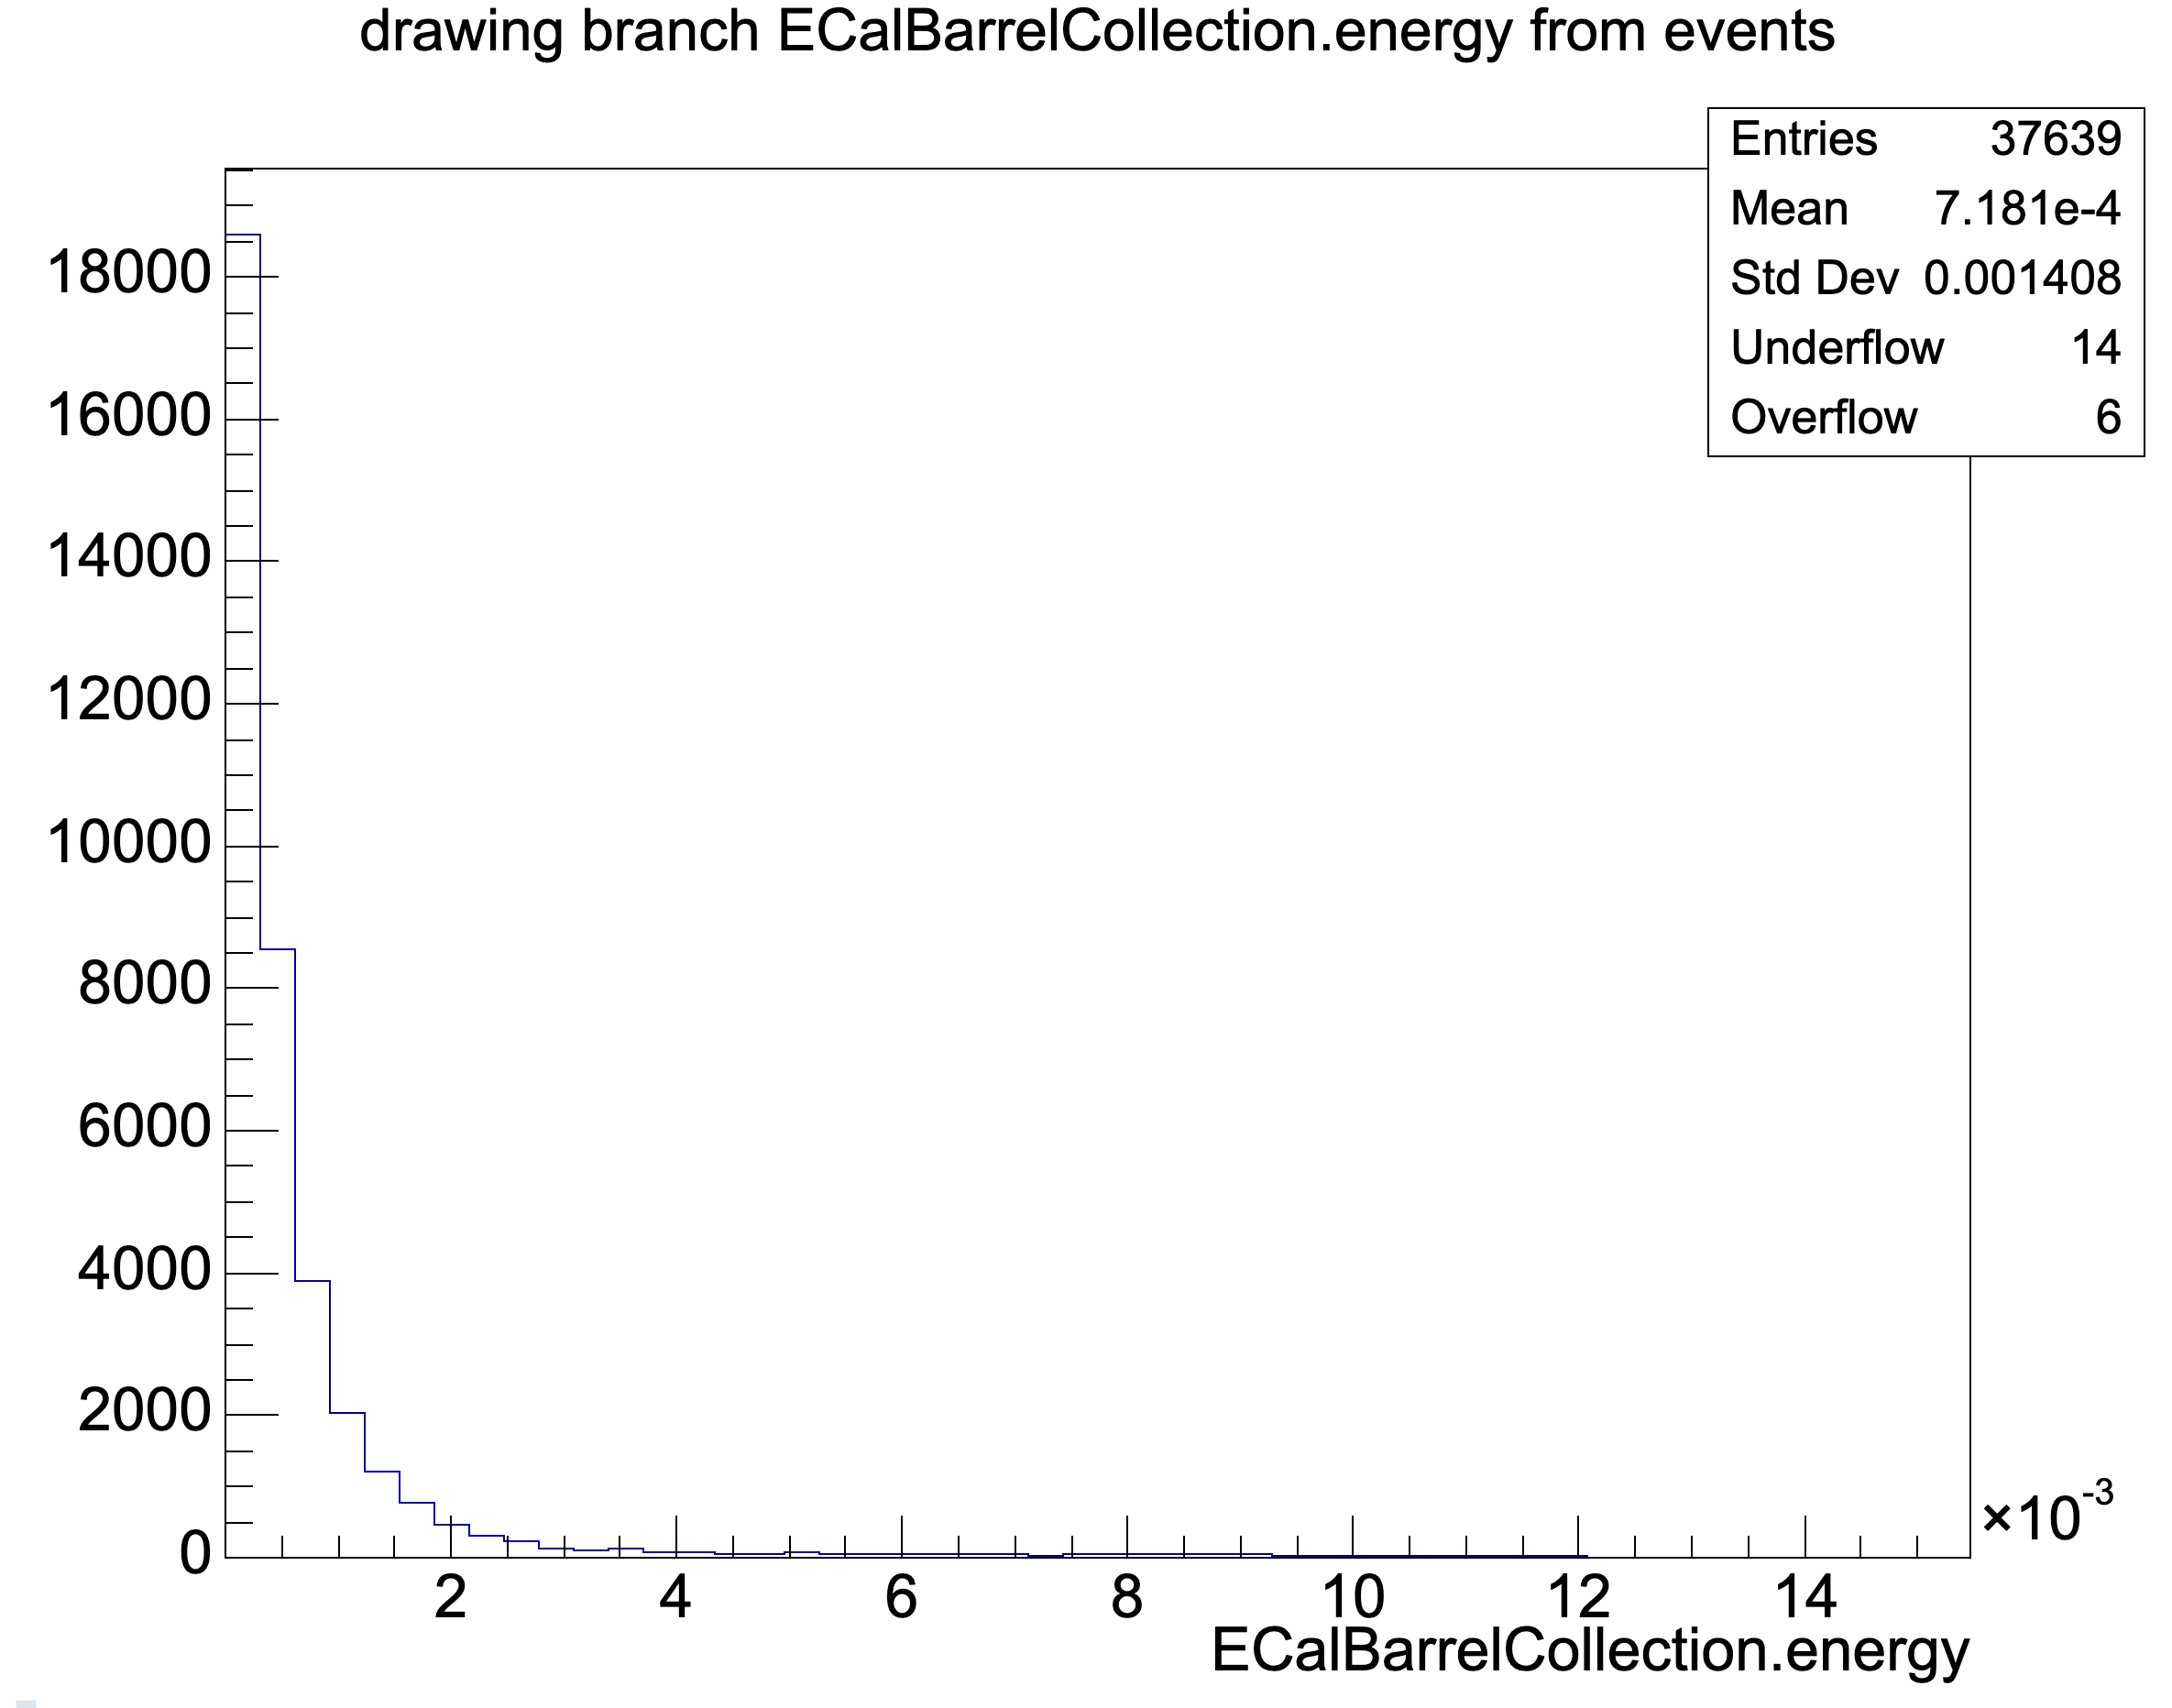 drawing branch ECalBarrelCollection.energy from events
Entries 37639
Mean 7.181e-4
Std Dev 0.001408
Underflow 14
Overflow 6
18000
16000
14000
12000
10000
8000
6000
4000
2000
0
×10⁻³
2 4 6 8 10 12 14
ECalBarrelCollection.energy